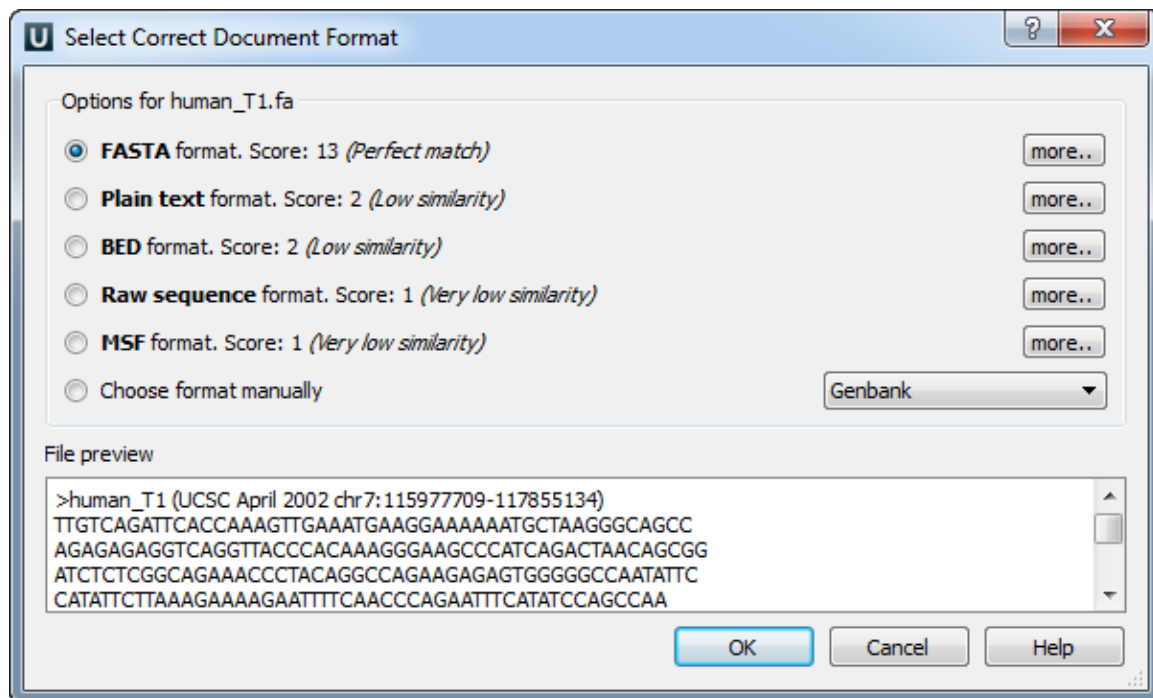 U Select Correct Document Format
Options for human_T1.fa
FASTA format. Score: 13 (Perfect match) more..
Plain text format. Score: 2 (Low similarity) more..
BED format. Score: 2 (Low similarity) more..
Raw sequence format. Score: 1 (Very low similarity) more..
MSF format. Score: 1 (Very low similarity) more..
Choose format manually Genbank
File preview
>human_T1 (UCSC April 2002 chr7:115977709-117855134)
TTGTCAGATTCACCAAAGTTGAAATGAAGGAAAAAATGCTAAGGGCAGCC
AGAGAGAGGTCAGGTTACCCACAAAGGGAAGCCCATCAGACTAACAGCGG
ATCTCTCGGCAGAAACCCTACAGGCCAGAAGAGAGTGGGGGCCAATATTC
CATATTCTTAAAGAAAAGAATTTTCAACCCAGAATTTCATATCCAGCCAA
OK Cancel Help